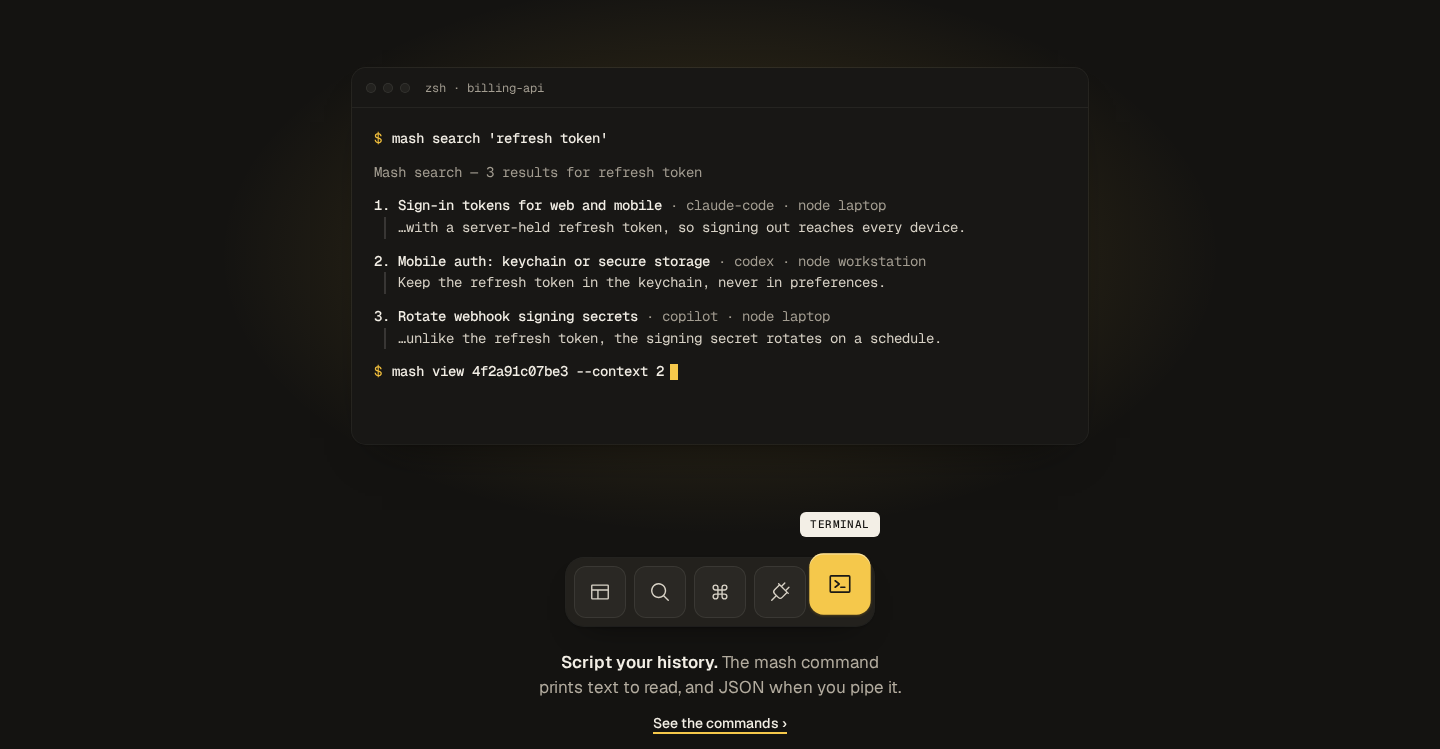 zsh · billing-api
$ mash search 'refresh token'
Mash search — 3 results for refresh token
1. Sign-in tokens for web and mobile · claude-code · node laptop
…with a server-held refresh token, so signing out reaches every device.
2. Mobile auth: keychain or secure storage · codex · node workstation
Keep the refresh token in the keychain, never in preferences.
3. Rotate webhook signing secrets · copilot · node laptop
…unlike the refresh token, the signing secret rotates on a schedule.
$ mash view 4f2a91c07be3 --context 2
TERMINAL
Script your history. The mash command
prints text to read, and JSON when you pipe it.
See the commands ›